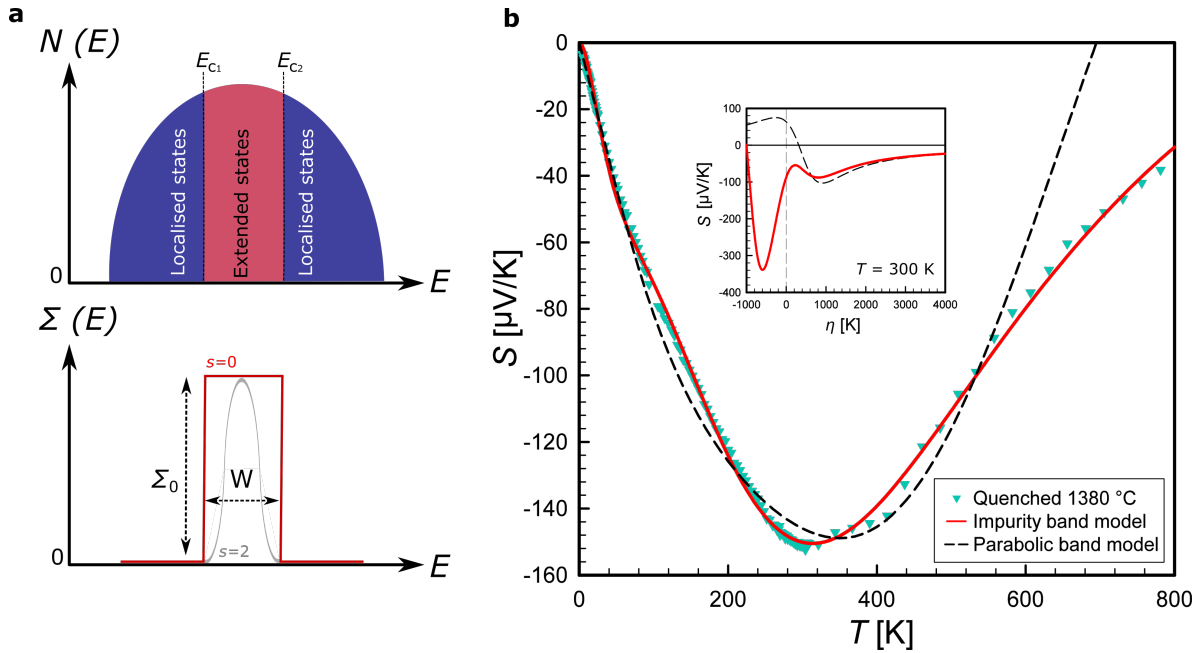 a
N (E)
E_C1
E_C2
Localised states
Extended states
Localised states
0
E
Σ (E)
s=0
Σ_0
W
s=2
0
E
b
0
-20
-40
-60
-80
-100
-120
-140
-160
S [μV/K]
0
200
400
600
800
T [K]
100
0
-100
-200
-300
-400
S [μV/K]
T = 300 K
-1000
0
1000
2000
3000
4000
η [K]
Quenched 1380 °C
Impurity band model
Parabolic band model